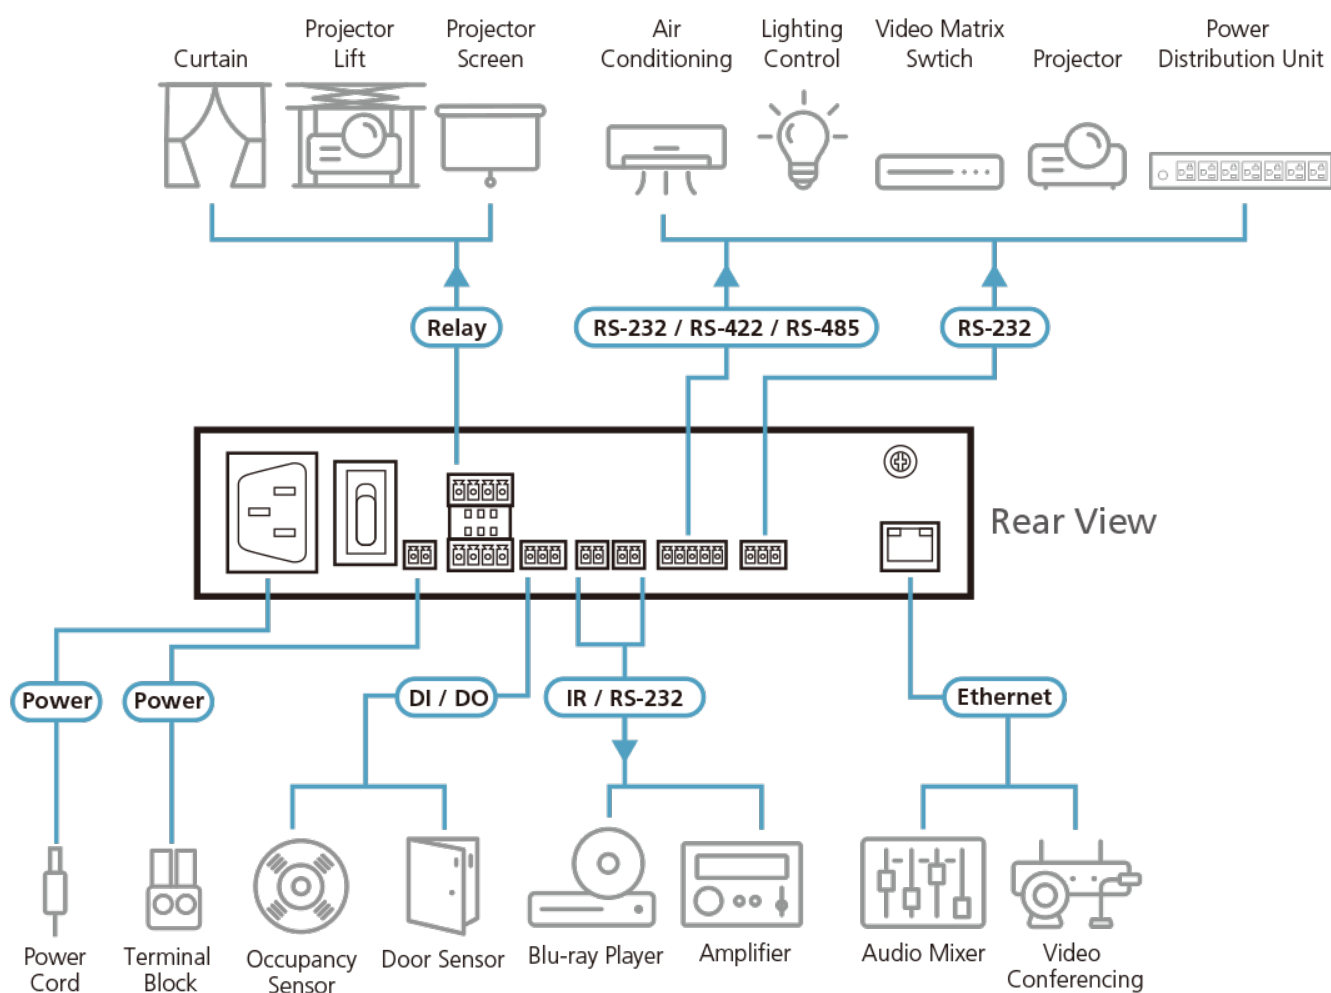 Curtain
Projector
Lift
Projector
Screen
Air
Conditioning
Lighting
Control
Video Matrix
Swtich
Projector
Power
Distribution Unit
Relay
RS-232 / RS-422 / RS-485
RS-232
Rear View
Power
Power
DI / DO
IR / RS-232
Ethernet
Power
Cord
Terminal
Block
Occupancy
Sensor
Door Sensor
Blu-ray Player
Amplifier
Audio Mixer
Video
Conferencing